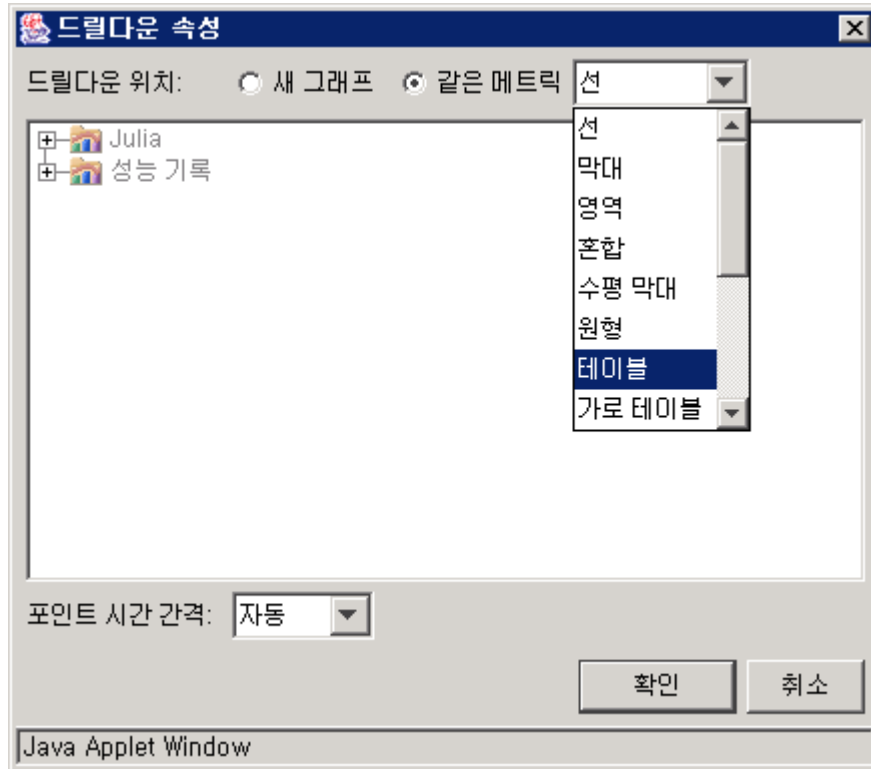 드릴다운 속성
드릴다운 위치: 새 그래프 같은 메트릭 선
선
막대
영역
혼합
수평 막대
원형
테이블
가로 테이블
Julia
성능 기록
포인트 시간 간격: 자동
확인 취소
Java Applet Window